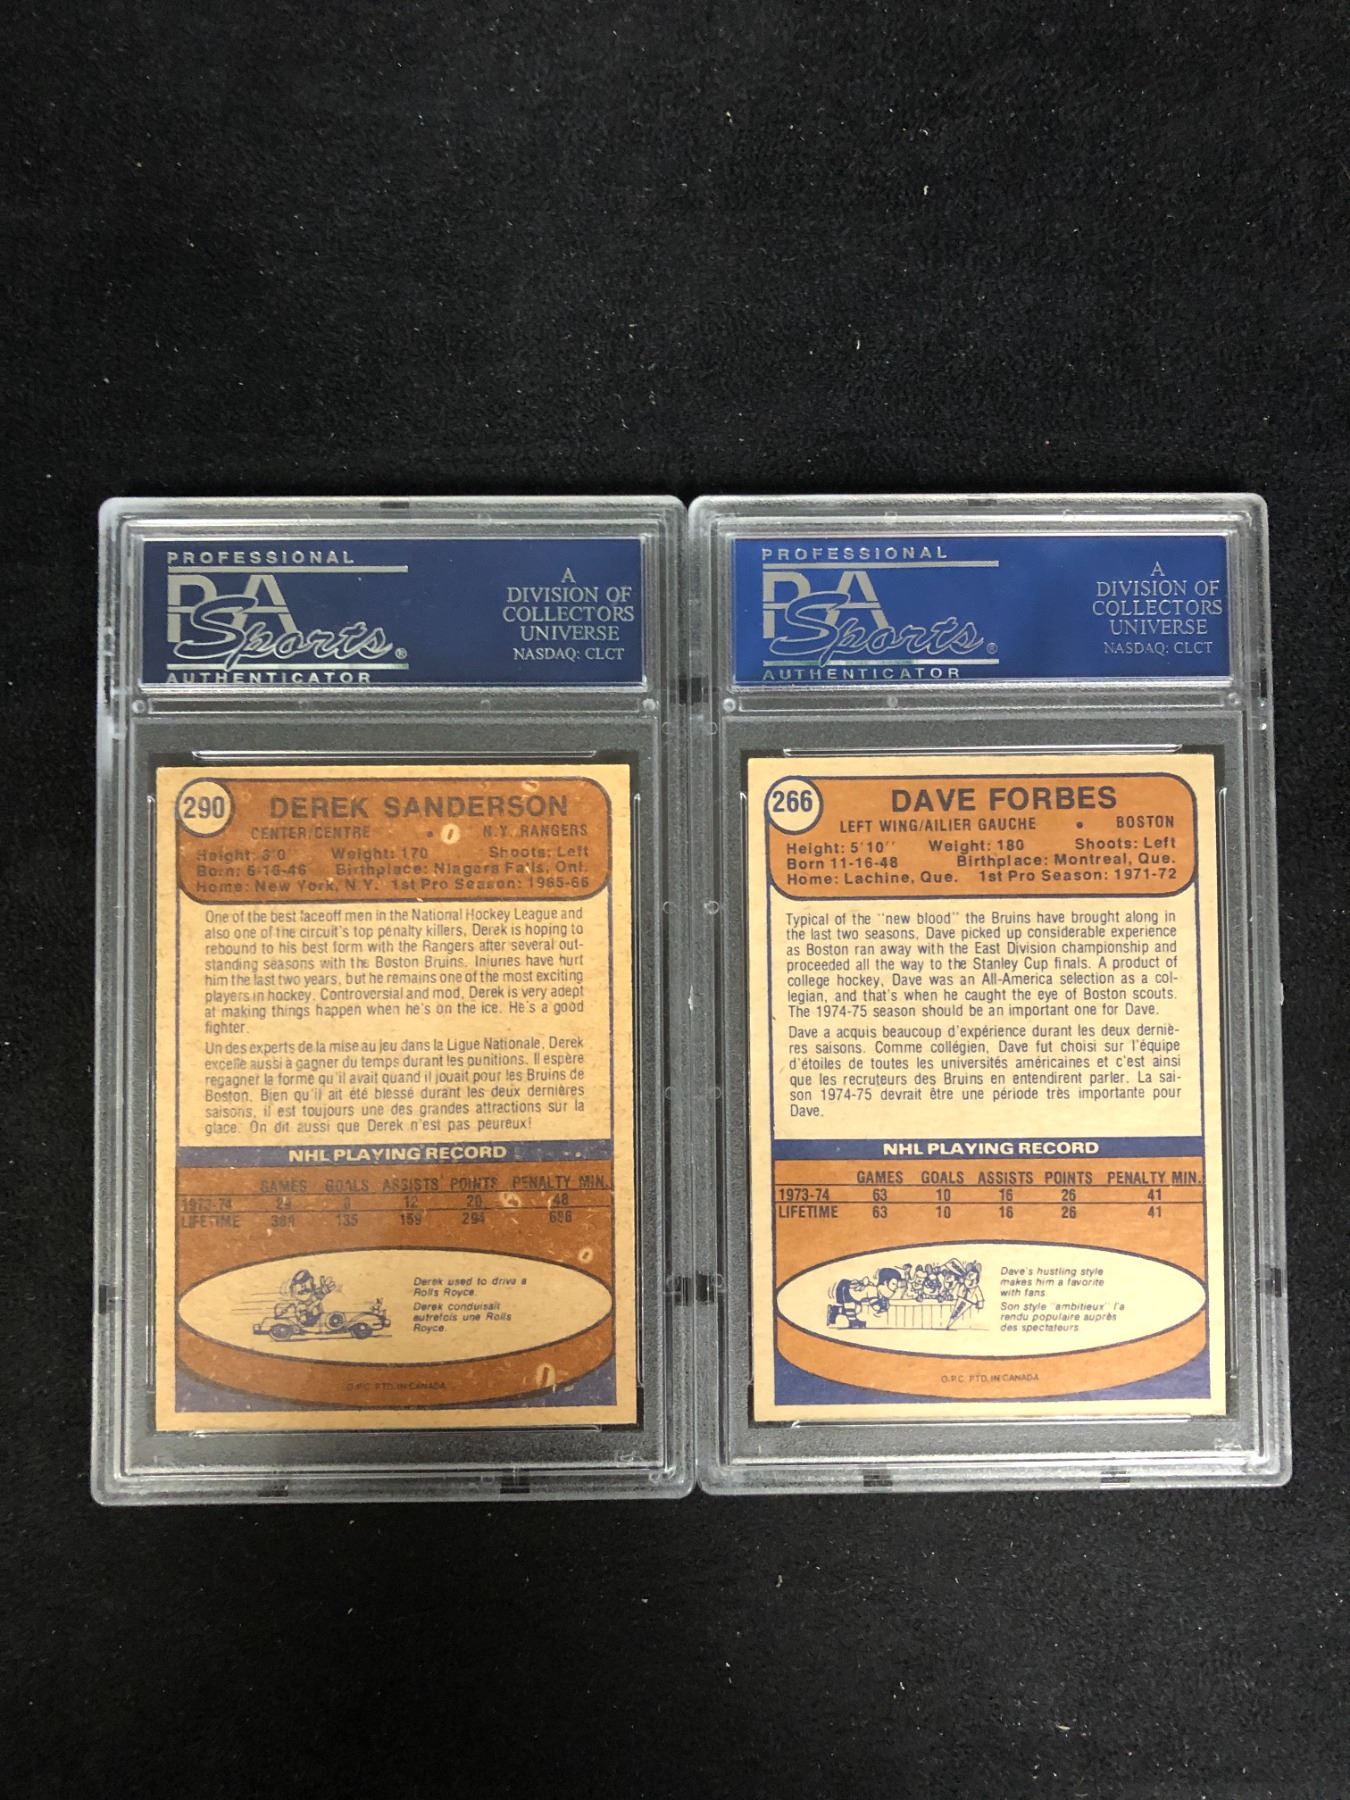 PROFESSIONAL
PSA
Sports®
AUTHENTICATOR
A
DIVISION OF
COLLECTORS
UNIVERSE
NASDAQ: CLCT
290
DEREK SANDERSON
CENTER/CENTRE • N.Y. RANGERS
Height: 6'0" Weight: 170 Shoots: Left
Born: 6-16-46 Birthplace: Niagara Falls, Ont.
Home: New York, N.Y. 1st Pro Season: 1965-66
One of the best faceoff men in the National Hockey League and
also one of the circuit's top penalty killers, Derek is hoping to
rebound to his best form with the Rangers after several out-
standing seasons with the Boston Bruins. Injuries have hurt
him the last two years, but he remains one of the most exciting
players in hockey. Controversial and mod, Derek is very adept
at making things happen when he's on the ice. He's a good
fighter.
Un des experts de la mise au jeu dans la Ligue Nationale, Derek
excelle aussi à gagner du temps durant les punitions. Il espère
regagner la forme qu'il avait quand il jouait pour les Bruins de
Boston. Bien qu'il ait été blessé durant les deux dernières
saisons, il est toujours une des grandes attractions sur la
glace. On dit aussi que Derek n'est pas peureux!
NHL PLAYING RECORD
GAMES GOALS ASSISTS POINTS PENALTY MIN.
1973-74 29 8 12 20 48
LIFETIME 135 159 294 686
Derek used to drive a
Rolls Royce.
Derek conduisait
autrefois une Rolls
Royce.
O.P.C. PTD. IN CANADA
PROFESSIONAL
PSA
Sports®
AUTHENTICATOR
A
DIVISION OF
COLLECTORS
UNIVERSE
NASDAQ: CLCT
266
DAVE FORBES
LEFT WING/AILIER GAUCHE • BOSTON
Height: 5'10'' Weight: 180 Shoots: Left
Born 11-16-48 Birthplace: Montreal, Que.
Home: Lachine, Que. 1st Pro Season: 1971-72
Typical of the "new blood" the Bruins have brought along in
the last two seasons, Dave picked up considerable experience
as Boston ran away with the East Division championship and
proceeded all the way to the Stanley Cup finals. A product of
college hockey, Dave was an All-America selection as a col-
legian, and that's when he caught the eye of Boston scouts.
The 1974-75 season should be an important one for Dave.
Dave a acquis beaucoup d'expérience durant les deux derniè-
res saisons. Comme collégien, Dave fut choisi sur l'équipe
d'étoiles de toutes les universités américaines et c'est ainsi
que les recruteurs des Bruins en entendirent parler. La sai-
son 1974-75 devrait être une période très importante pour
Dave.
NHL PLAYING RECORD
GAMES GOALS ASSISTS POINTS PENALTY MIN.
1973-74 63 10 16 26 41
LIFETIME 63 10 16 26 41
Dave's hustling style
makes him a favorite
with fans.
Son style "ambitieux" l'a
rendu populaire auprès
des spectateurs.
O.P.C. PTD. IN CANADA